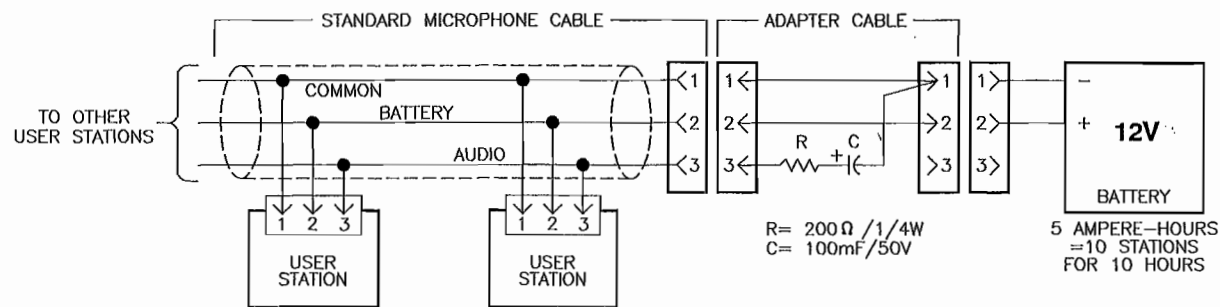 STANDARD MICROPHONE CABLE
ADAPTER CABLE
TO OTHER
USER STATIONS
COMMON
BATTERY
AUDIO
1
2
3
1
2
3
1
2
3
1
2
3
R
+
C
R= 200Ω /1/4W
C= 100mF/50V
−
+
12V
BATTERY
5 AMPERE-HOURS
=10 STATIONS
FOR 10 HOURS
1 2 3
USER
STATION
1 2 3
USER
STATION